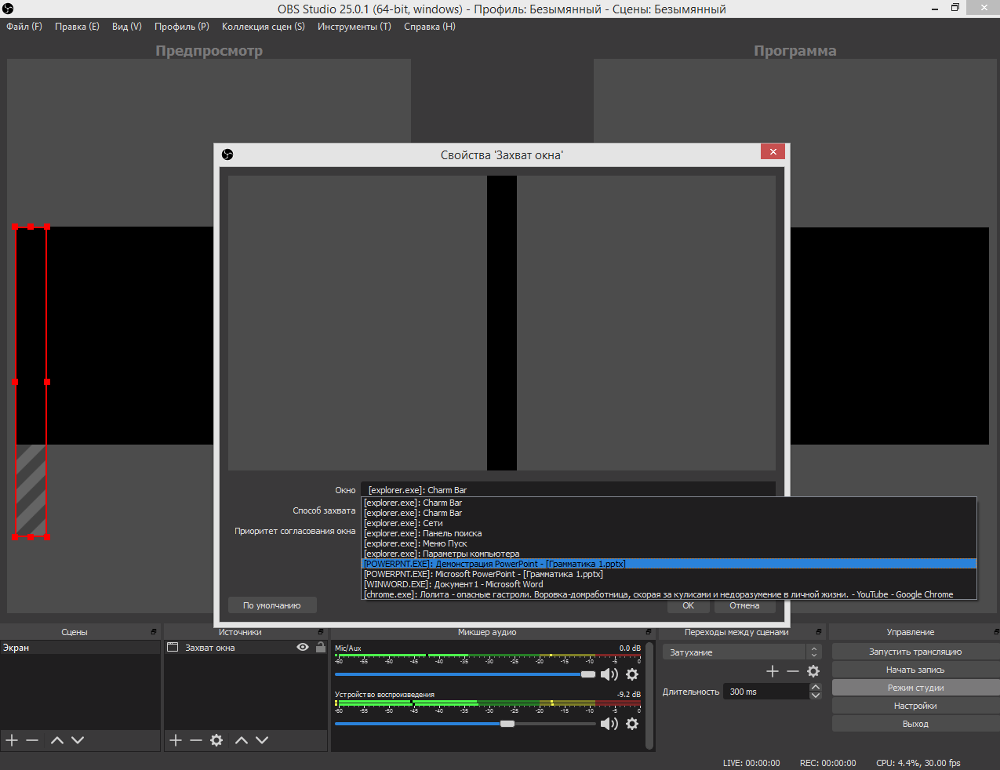 OBS Studio 25.0.1 (64-bit, windows) - Профиль: Безымянный - Сцены: Безымянный
Файл (F) Правка (E) Вид (V) Профиль (P) Коллекция сцен (S) Инструменты (T) Справка (H)
Предпросмотр Программа
Свойства 'Захват окна'
Окно [explorer.exe]: Charm Bar
[explorer.exe]: Charm Bar
Способ захвата
[explorer.exe]: Charm Bar
[explorer.exe]: Сети
Приоритет согласования окна
[explorer.exe]: Панель поиска
[explorer.exe]: Меню Пуск
[explorer.exe]: Параметры компьютера
[POWERPNT.EXE]: Демонстрация PowerPoint - [Грамматика 1.pptx]
[POWERPNT.EXE]: Microsoft PowerPoint - [Грамматика 1.pptx]
[WINWORD.EXE]: Документ1 - Microsoft Word
[chrome.exe]: Лолита - опасные гастроли. Воровка-домработница, скорая за кулисами и недоразумение в личной жизни. - YouTube - Google Chrome
По умолчанию OK Отмена
Сцены Источники Микшер аудио Переходы между сценами Управление
Экран
Захват окна
Mic/Aux 0.0 dB
-60 -55 -50 -45 -40 -35 -30 -25 -20 -15 -10 -5 0
Устройство воспроизведения -9.2 dB
-60 -55 -50 -45 -40 -35 -30 -25 -20 -15 -10 -5 0
Затухание
Длительность 300 ms
Запустить трансляцию
Начать запись
Режим студии
Настройки
Выход
LIVE: 00:00:00 REC: 00:00:00 CPU: 4.4%, 30.00 fps